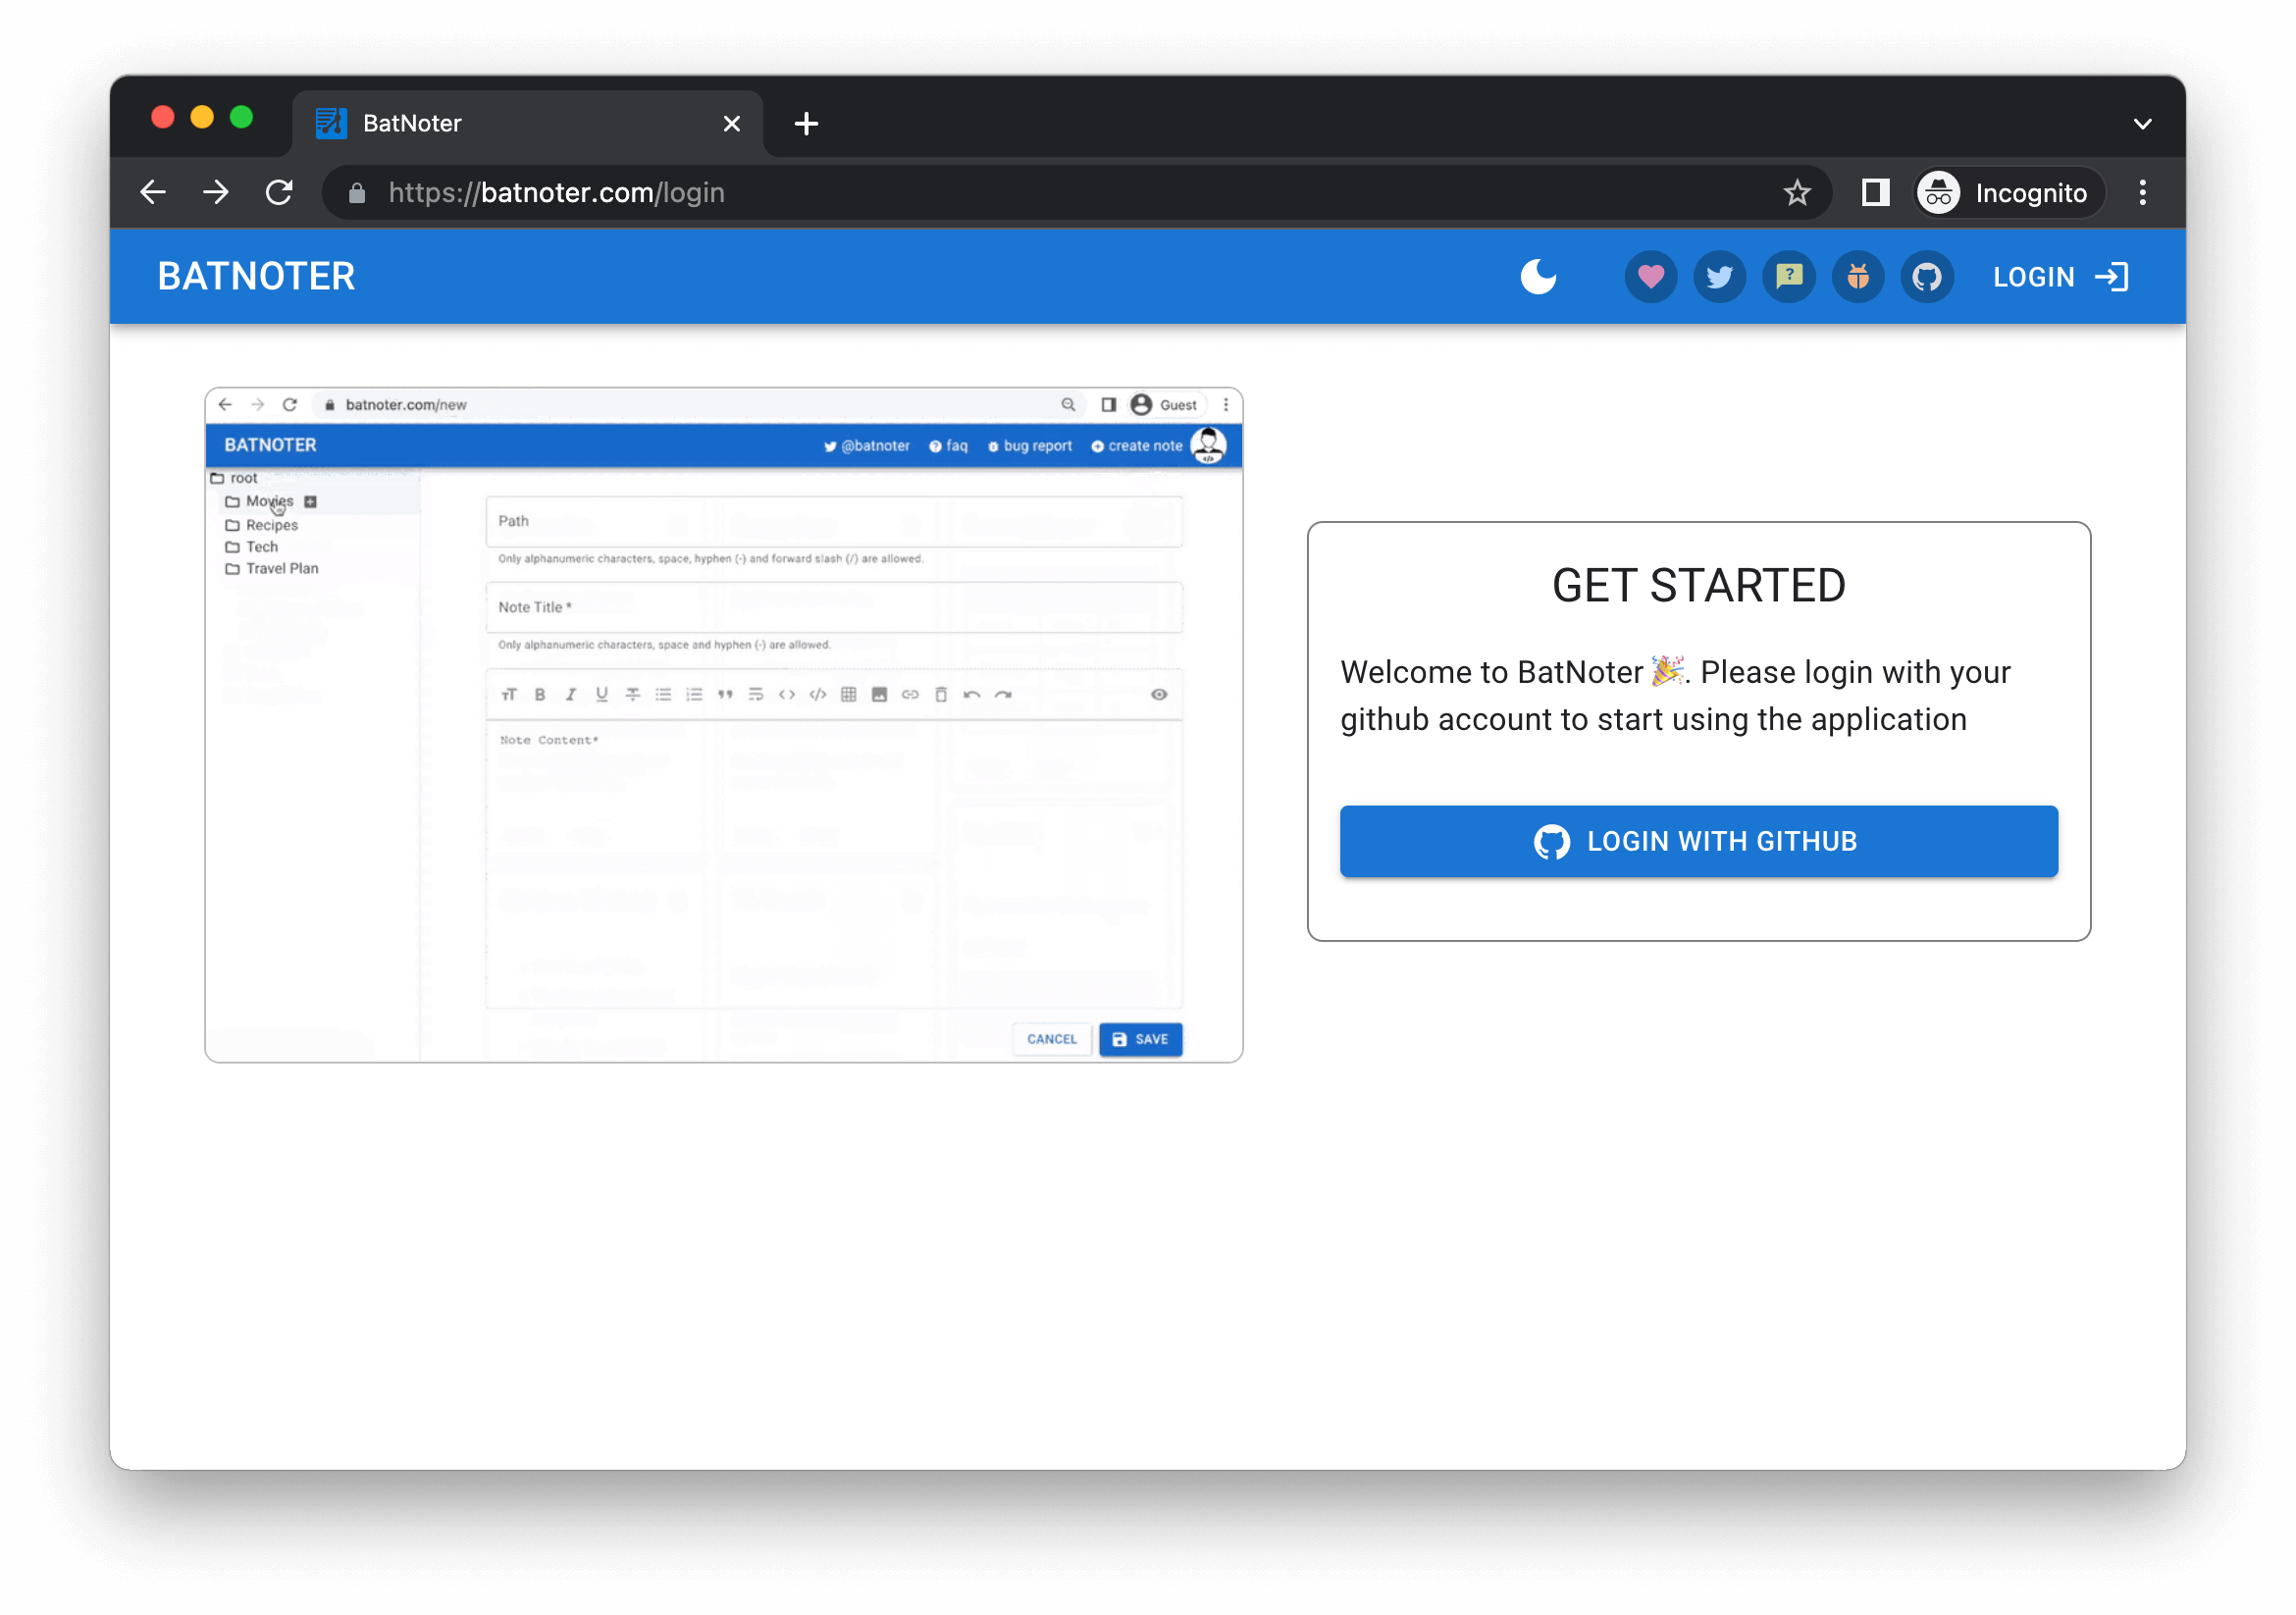 BatNoter
https://batnoter.com/login
Incognito
BATNOTER
?
LOGIN
batnoter.com/new
Guest
BATNOTER
@batnoter
? faq
bug report
create note
root
Movies
Recipes
Tech
Travel Plan
Path
Only alphanumeric characters, space, hyphen (-) and forward slash (/) are allowed.
Note Title *
Only alphanumeric characters, space and hyphen (-) are allowed.
Note Content*
CANCEL
SAVE
GET STARTED
Welcome to BatNoter 🎉. Please login with your
github account to start using the application
LOGIN WITH GITHUB